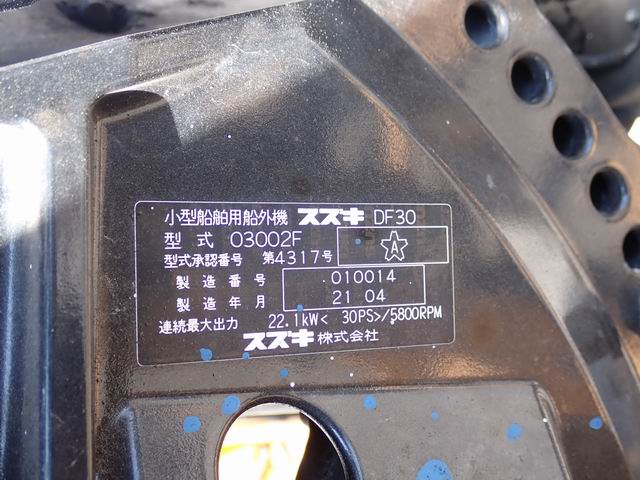 小型船舶用船外機 スズキ DF30
型式 03002F A
型式承認番号 第4317号
製造番号 010014
製造年月 21 04
連続最大出力 22.1kW< 30PS>/5800RPM
スズキ株式会社